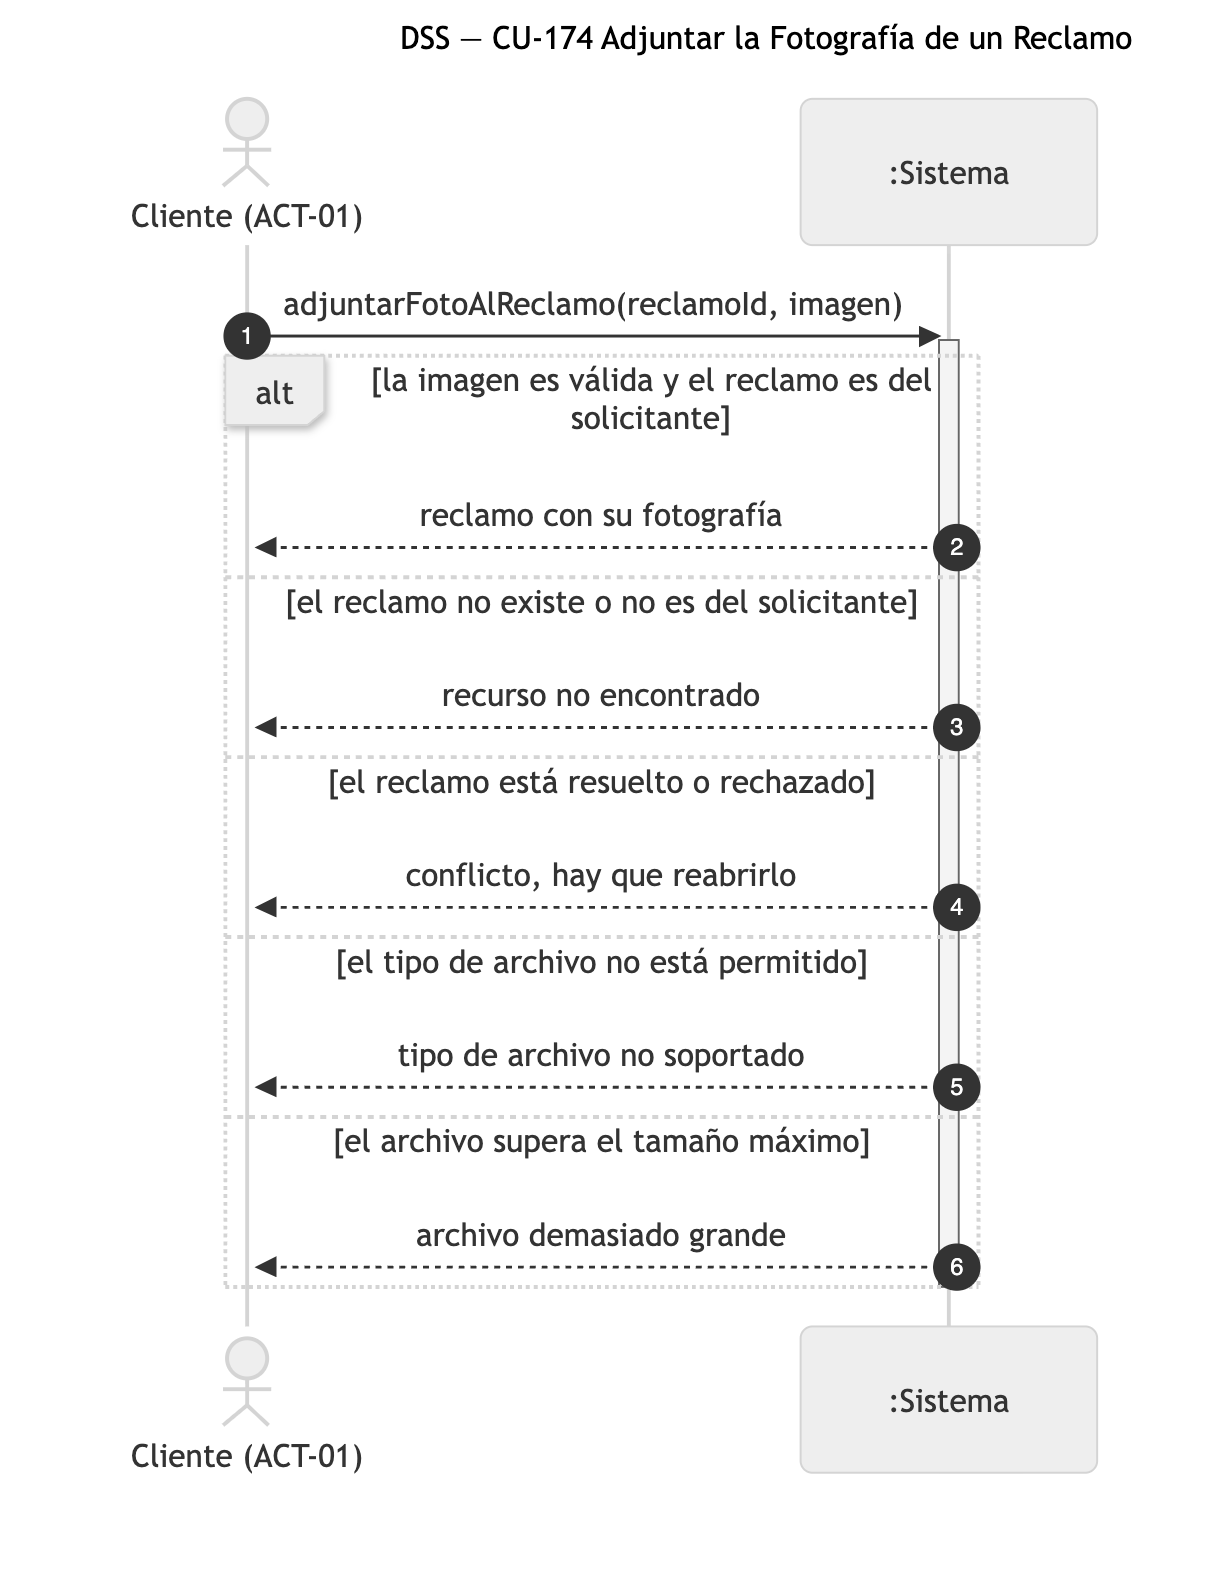 DSS — CU-174 Adjuntar la Fotografía de un Reclamo
Cliente (ACT-01)
:Sistema
adjuntarFotoAlReclamo(reclamoId, imagen)
1
alt
[la imagen es válida y el reclamo es del
solicitante]
reclamo con su fotografía
2
[el reclamo no existe o no es del solicitante]
recurso no encontrado
3
[el reclamo está resuelto o rechazado]
conflicto, hay que reabrirlo
4
[el tipo de archivo no está permitido]
tipo de archivo no soportado
5
[el archivo supera el tamaño máximo]
archivo demasiado grande
6
Cliente (ACT-01)
:Sistema